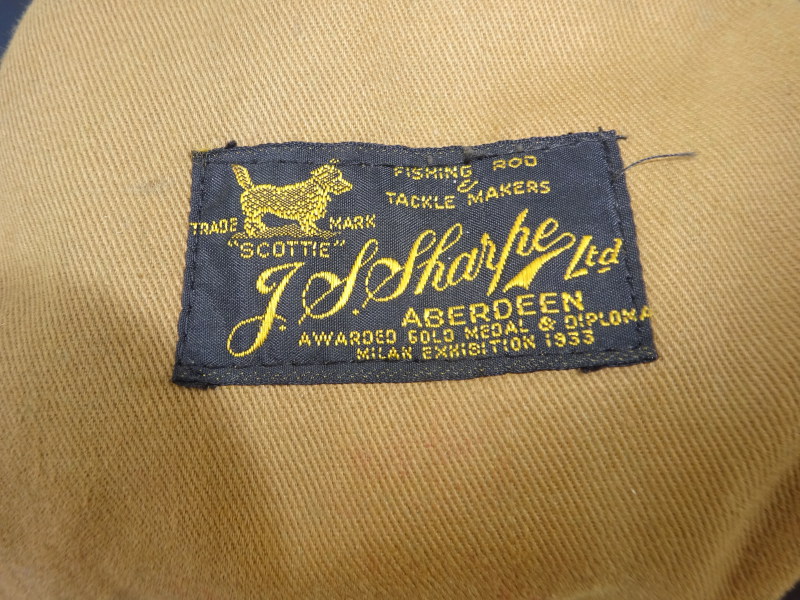 FISHING ROD
&
TACKLE MAKERS
TRADE MARK
"SCOTTIE"
J. S. Sharpe Ltd
ABERDEEN
AWARDED GOLD MEDAL & DIPLOMA
MILAN EXHIBITION 1933